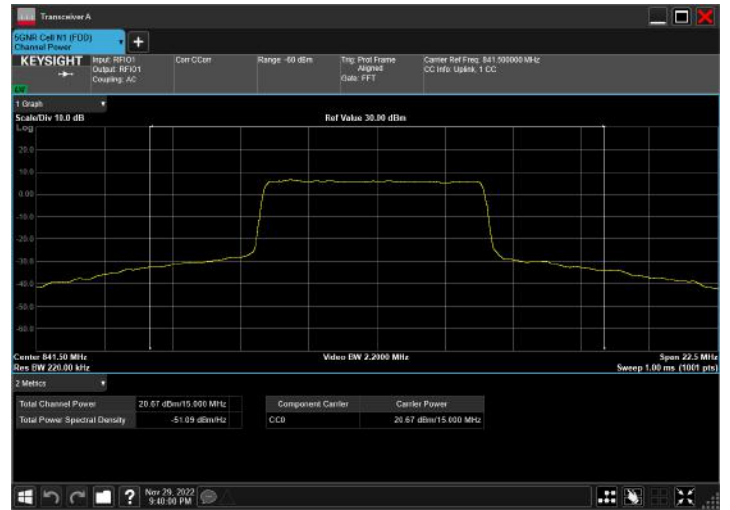 Transceiver A
5GNR Cell N1 (FDD)
Channel Power
KEYSIGHT
Input: RFIO1
Output: RFIO1
Coupling: AC
Corr CCorr
Range: -60 dBm
Trig: Prot Frame
Aligned
Gate: FFT
Carrier Ref Freq: 841.500000 MHz
CC Info: Uplink, 1 CC
1 Graph
Scale/Div 10.0 dB
Ref Value 30.00 dBm
Log
20.0
10.0
0.00
-10.0
-20.0
-30.0
-40.0
-50.0
-60.0
Center 841.50 MHz
Video BW 2.2000 MHz
Span 22.5 MHz
Res BW 220.00 kHz
Sweep 1.00 ms (1001 pts)
2 Metrics
Total Channel Power 20.67 dBm/15.000 MHz
Total Power Spectral Density -51.09 dBm/Hz
Component Carrier Carrier Power
CC0 20.67 dBm/15.000 MHz
?
Nov 29, 2022
9:40:00 PM